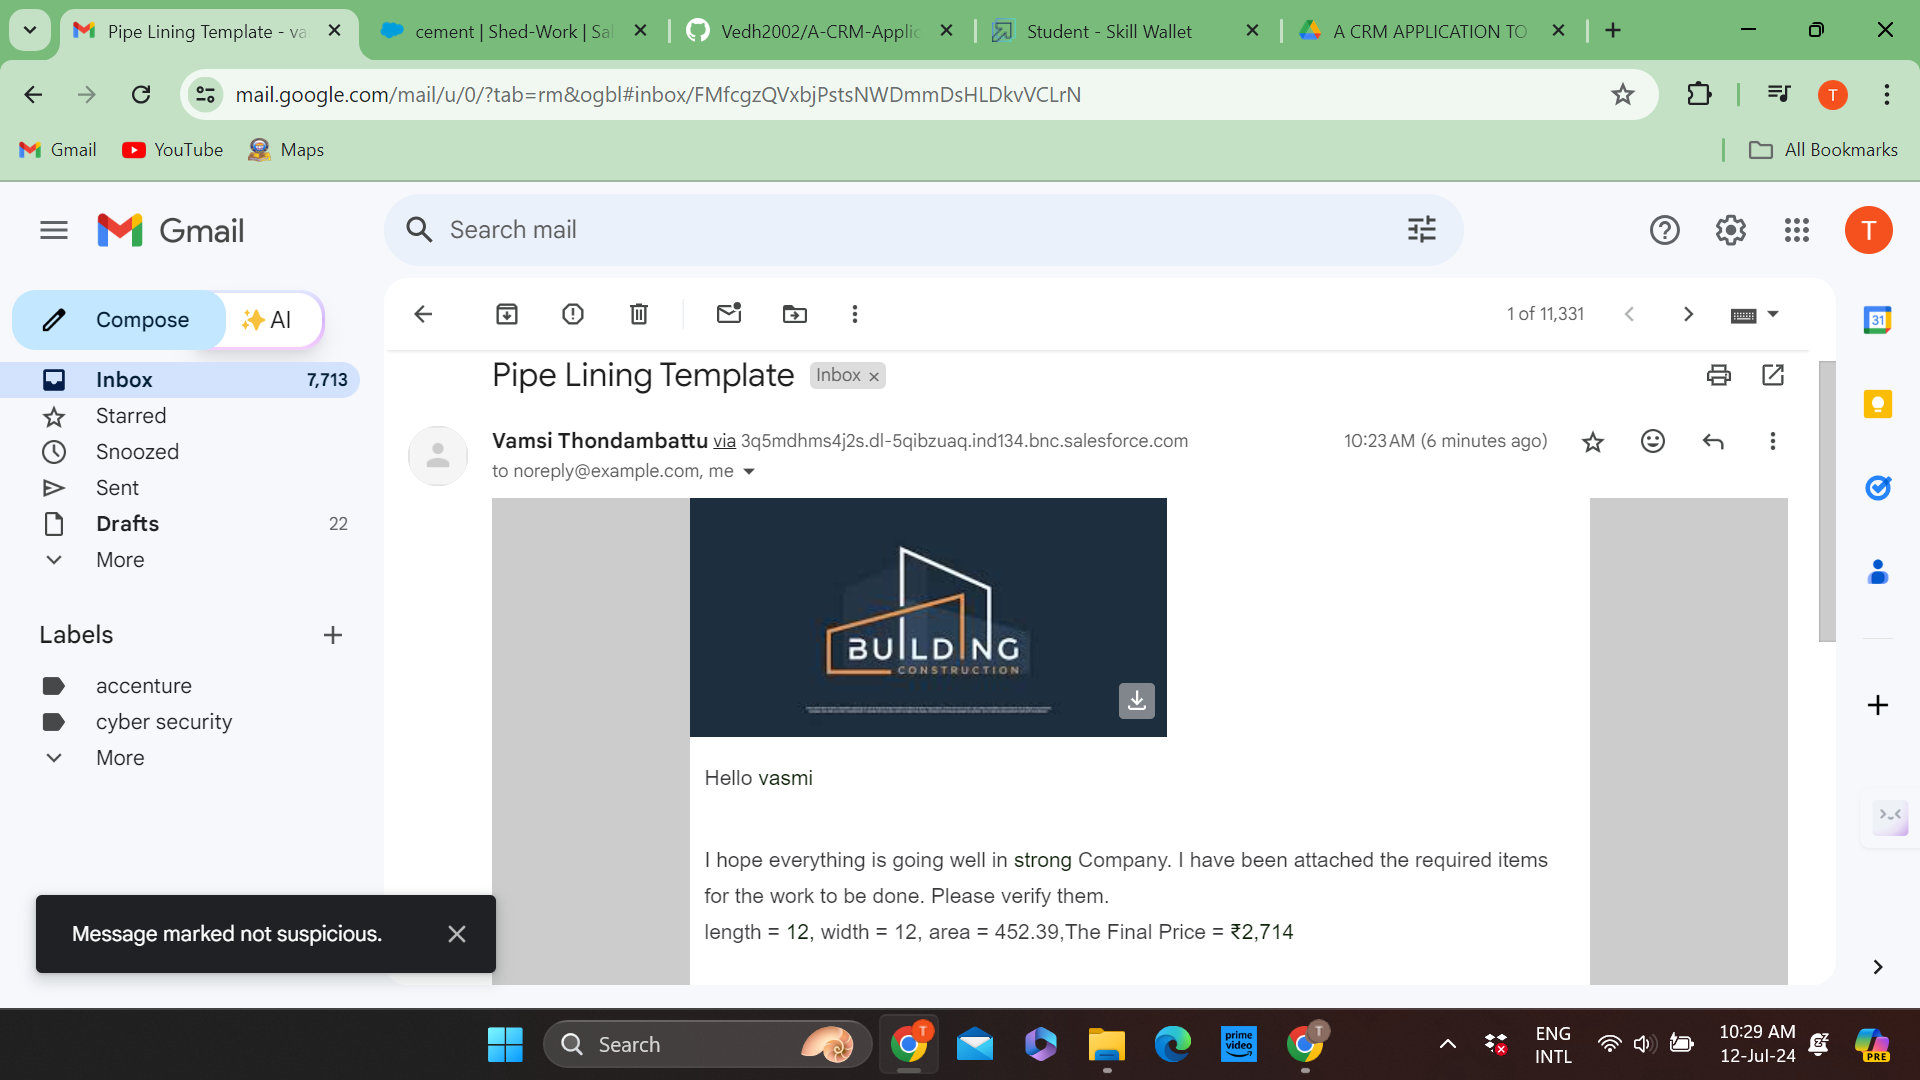 Pipe Lining Template - va
cement | Shed-Work | Sal
Vedh2002/A-CRM-Applic
Student - Skill Wallet
A CRM APPLICATION TO
mail.google.com/mail/u/0/?tab=rm&ogbl#inbox/FMfcgzQVxbjPstsNWDmmDsHLDkvVCLrN
T
Gmail
YouTube
Maps
All Bookmarks
Gmail
Search mail
T
Compose
AI
1 of 11,331
31
Inbox 7,713
Starred
Snoozed
Sent
Drafts 22
More
Labels
accenture
cyber security
More
Pipe Lining Template
Inbox ×
Vamsi Thondambattu via 3q5mdhms4j2s.dl-5qibzuaq.ind134.bnc.salesforce.com
10:23 AM (6 minutes ago)
to noreply@example.com, me
BUILDING
CONSTRUCTION
Hello vasmi
I hope everything is going well in strong Company. I have been attached the required items
for the work to be done. Please verify them.
length = 12, width = 12, area = 452.39,The Final Price = ₹2,714
Message marked not suspicious.
Search
T
prime
video
T
ENG
INTL
10:29 AM
12-Jul-24
PRE